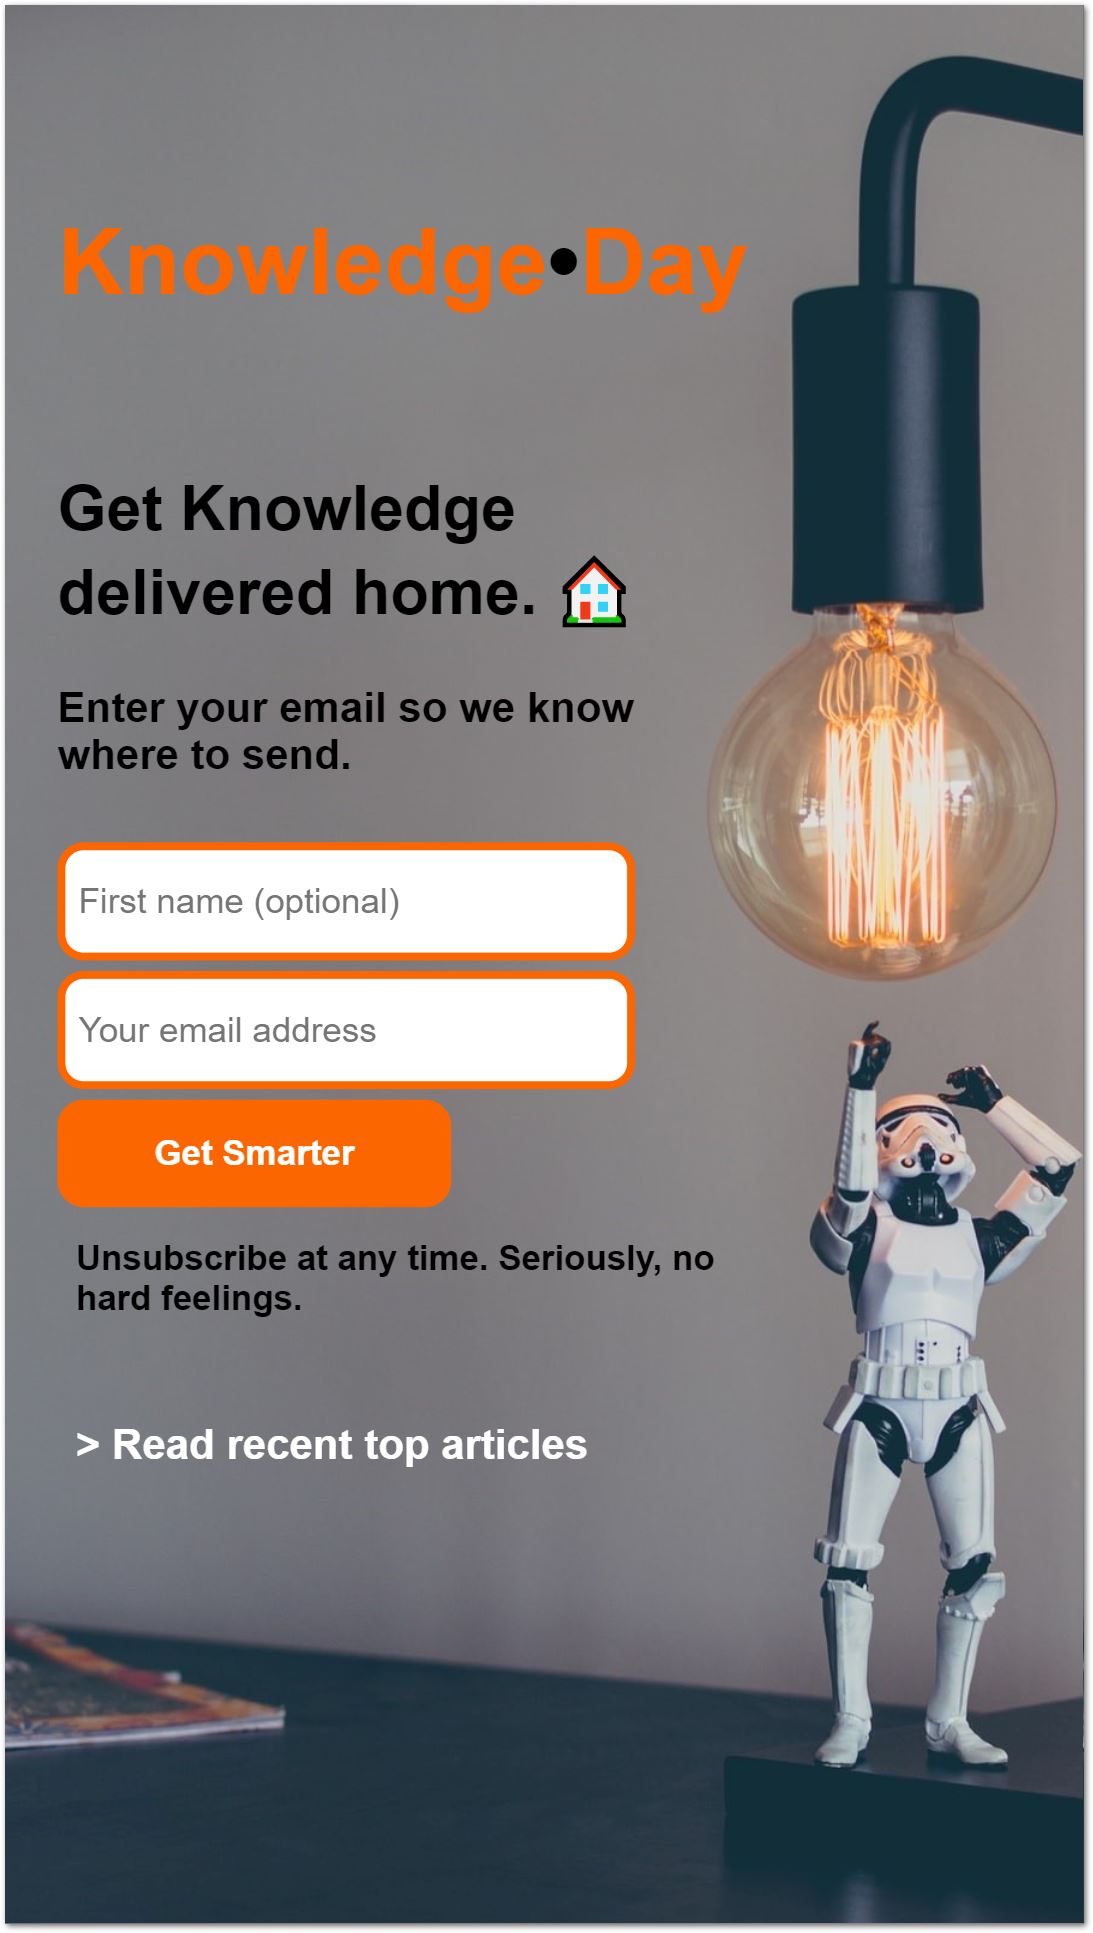 Knowledge•Day
Get Knowledge
delivered home. 🏠
Enter your email so we know
where to send.
First name (optional)
Your email address
Get Smarter
Unsubscribe at any time. Seriously, no
hard feelings.
> Read recent top articles